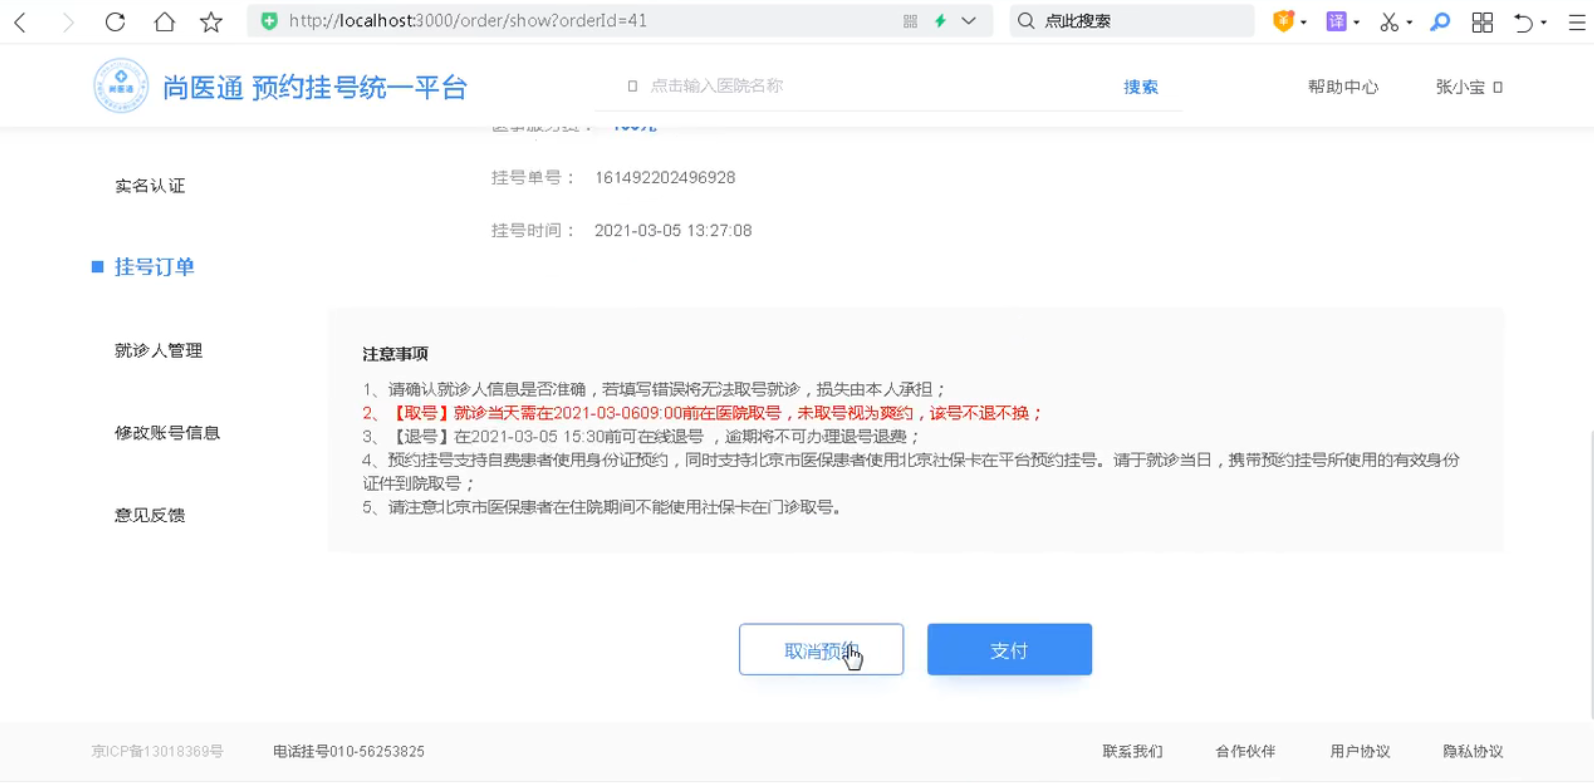 http://localhost:3000/order/show?orderId=41
点此搜索
译
尚医通 预约挂号统一平台
点击输入医院名称
搜索
帮助中心
张小宝
实名认证
挂号单号： 161492202496928
挂号时间： 2021-03-05 13:27:08
挂号订单
就诊人管理
修改账号信息
意见反馈
注意事项
1、请确认就诊人信息是否准确，若填写错误将无法取号就诊，损失由本人承担；
2、【取号】就诊当天需在2021-03-0609:00前在医院取号，未取号视为爽约，该号不退不换；
3、【退号】在2021-03-05 15:30前可在线退号 ，逾期将不可办理退号退费；
4、预约挂号支持自费患者使用身份证预约，同时支持北京市医保患者使用北京社保卡在平台预约挂号。请于就诊当日，携带预约挂号所使用的有效身份
证件到院取号；
5、请注意北京市医保患者在住院期间不能使用社保卡在门诊取号。
取消预约
支付
京ICP备13018369号
电话挂号010-56253825
联系我们
合作伙伴
用户协议
隐私协议